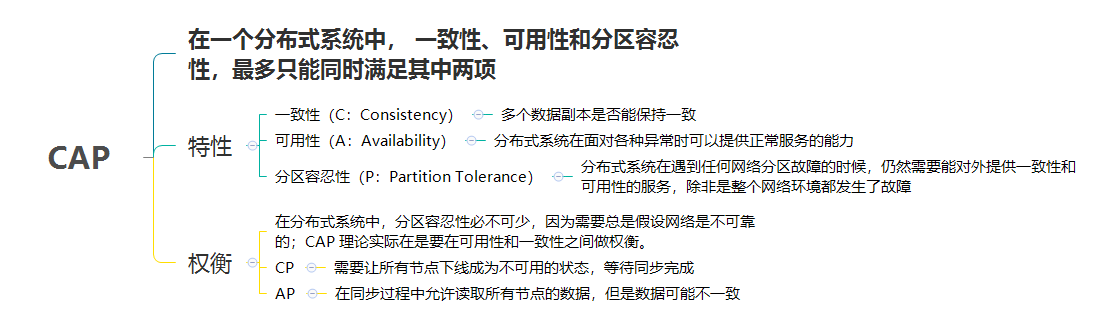 在一个分布式系统中， 一致性、可用性和分区容忍
性，最多只能同时满足其中两项
CAP
特性
一致性（C：Consistency）
多个数据副本是否能保持一致
可用性（A：Availability）
分布式系统在面对各种异常时可以提供正常服务的能力
分区容忍性（P：Partition Tolerance）
分布式系统在遇到任何网络分区故障的时候，仍然需要能对外提供一致性和
可用性的服务，除非是整个网络环境都发生了故障
权衡
在分布式系统中，分区容忍性必不可少，因为需要总是假设网络是不可靠
的；CAP 理论实际在是要在可用性和一致性之间做权衡。
CP
需要让所有节点下线成为不可用的状态，等待同步完成
AP
在同步过程中允许读取所有节点的数据，但是数据可能不一致